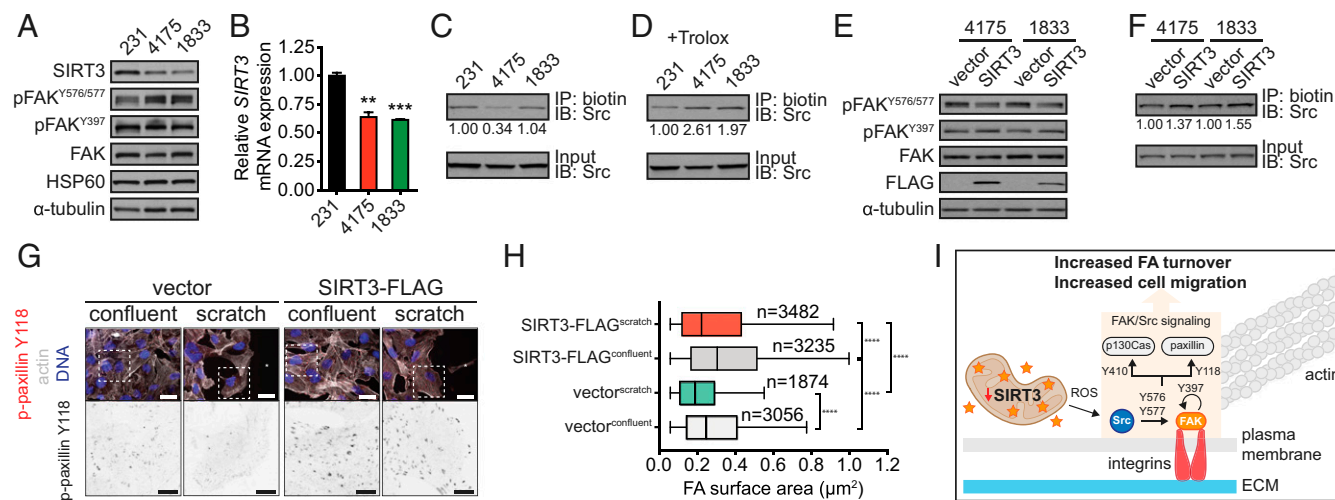 A
231 4175 1833
SIRT3
pFAKY576/577
pFAKY397
FAK
HSP60
α-tubulin
B
Relative SIRT3
mRNA expression
1.25
1.00
0.75
0.50
0.25
0.00
** ***
231 4175 1833
C
231 4175 1833
IP: biotin
IB: Src
1.00 0.34 1.04
Input
IB: Src
D
+Trolox
231 4175 1833
IP: biotin
IB: Src
1.00 2.61 1.97
Input
IB: Src
E
4175 1833
vector SIRT3 vector SIRT3
pFAKY576/577
pFAKY397
FAK
FLAG
α-tubulin
F
4175 1833
vector SIRT3 vector SIRT3
IP: biotin
IB: Src
1.00 1.37 1.00 1.55
Input
IB: Src
G
vector SIRT3-FLAG
confluent scratch confluent scratch
p-paxillin Y118
actin
DNA
*
*
p-paxillin Y118
H
SIRT3-FLAGscratch
n=3482
SIRT3-FLAGconfluent
n=3235
vectorscratch
n=1874
vectorconfluent
n=3056
****
****
****
****
0.0 0.2 0.4 0.6 0.8 1.0 1.2
FA surface area (µm²)
I
Increased FA turnover
Increased cell migration
FAK/Src signaling
p130Cas paxillin
Y410 Y118
actin
SIRT3
ROS
Y397
Y576
Y577
Src
FAK
plasma
membrane
integrins
ECM